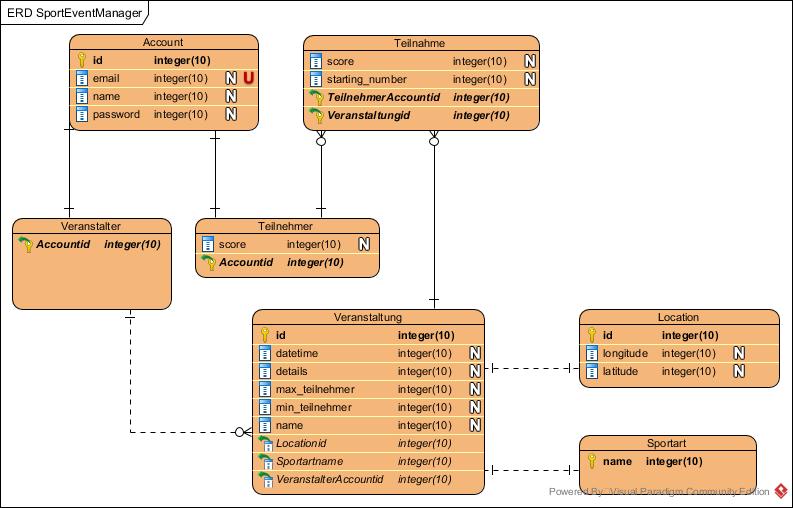 ERD SportEventManager
Account
id integer(10)
email integer(10) N U
name integer(10) N
password integer(10) N
Teilnahme
score integer(10) N
starting_number integer(10) N
TeilnehmerAccountid integer(10)
Veranstaltungid integer(10)
Veranstalter
Accountid integer(10)
Teilnehmer
score integer(10) N
Accountid integer(10)
Veranstaltung
id integer(10)
datetime integer(10) N
details integer(10) N
max_teilnehmer integer(10) N
min_teilnehmer integer(10) N
name integer(10) N
Locationid integer(10)
Sportartname integer(10)
VeranstalterAccountid integer(10)
Location
id integer(10)
longitude integer(10) N
latitude integer(10) N
Sportart
name integer(10)
Powered By Visual Paradigm Community Edition